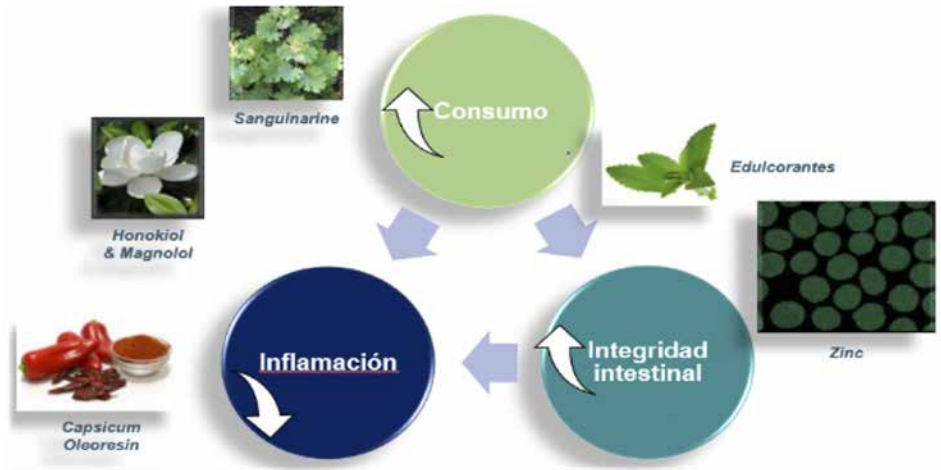 Sanguinarine
Consumo
Edulcorantes
Honokiol
& Magnolol
Inflamación
Integridad
intestinal
Zinc
Capsicum
Oleoresin